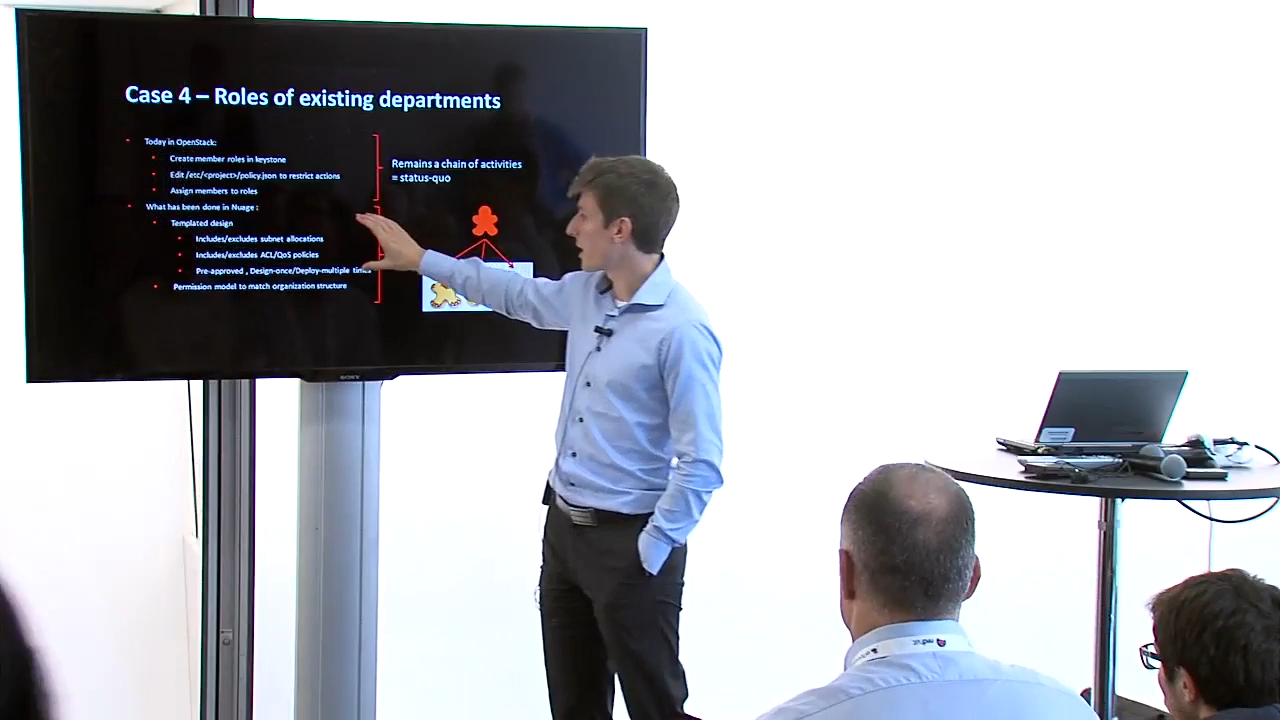 Case 4 – Roles of existing departments
Today in OpenStack:
Create member roles in keystone
Edit /etc/<project>/policy.json to restrict actions
Assign members to roles
What has been done in Nuage :
Templated design
Includes/excludes subnet allocations
Includes/excludes ACL/QoS policies
Pre-approved , Design-once/Deploy-multiple times
Permission model to match organization structure
Remains a chain of activities
= status-quo
SONY
redhat